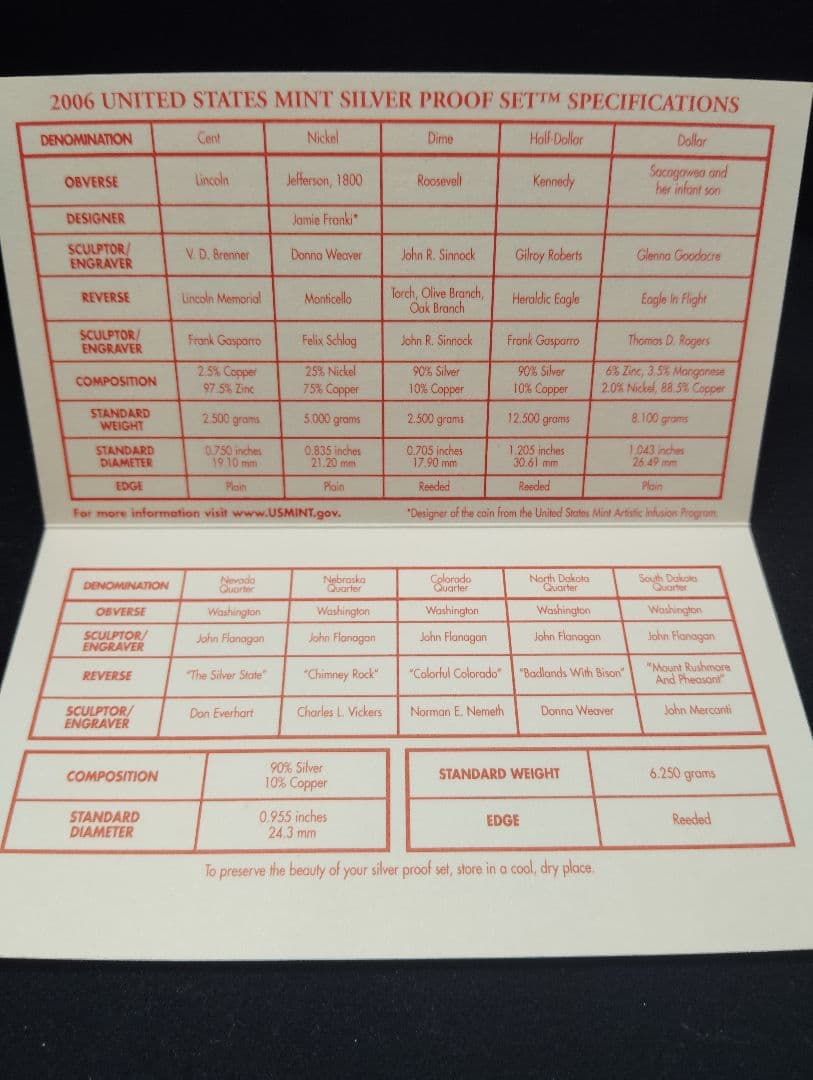 2006 UNITED STATES MINT SILVER PROOF SET™ SPECIFICATIONS
DENOMINATION Cent Nickel Dime Half-Dollar Dollar
OBVERSE Lincoln Jefferson, 1800 Roosevelt Kennedy Sacagawea and
her infant son
DESIGNER Jamie Franki*
SCULPTOR/
ENGRAVER V. D. Brenner Donna Weaver John R. Sinnock Gilroy Roberts Glenna Goodacre
REVERSE Lincoln Memorial Monticello Torch, Olive Branch,
Oak Branch Heraldic Eagle Eagle In Flight
SCULPTOR/
ENGRAVER Frank Gasparro Felix Schlag John R. Sinnock Frank Gasparro Thomas D. Rogers
COMPOSITION 2.5% Copper 25% Nickel 90% Silver 90% Silver 6% Zinc, 3.5% Manganese
97.5% Zinc 75% Copper 10% Copper 10% Copper 2.0% Nickel, 88.5% Copper
STANDARD
WEIGHT 2.500 grams 5.000 grams 2.500 grams 12.500 grams 8.100 grams
STANDARD 0.750 inches 0.835 inches 0.705 inches 1.205 inches 1.043 inches
DIAMETER 19.10 mm 21.20 mm 17.90 mm 30.61 mm 26.49 mm
EDGE Plain Plain Reeded Reeded Plain
For more information visit www.USMINT.gov. *Designer of the coin from the United States Mint Artistic Infusion Program.
DENOMINATION Nevada Nebraska Colorado North Dakota South Dakota
Quarter Quarter Quarter Quarter Quarter
OBVERSE Washington Washington Washington Washington Washington
SCULPTOR/
ENGRAVER John Flanagan John Flanagan John Flanagan John Flanagan John Flanagan
REVERSE "The Silver State" "Chimney Rock" "Colorful Colorado" "Badlands With Bison" "Mount Rushmore
And Pheasant"
SCULPTOR/
ENGRAVER Don Everhart Charles L. Vickers Norman E. Nemeth Donna Weaver John Mercanti
COMPOSITION 90% Silver
10% Copper
STANDARD 0.955 inches
DIAMETER 24.3 mm
STANDARD WEIGHT 6.250 grams
EDGE Reeded
To preserve the beauty of your silver proof set, store in a cool, dry place.